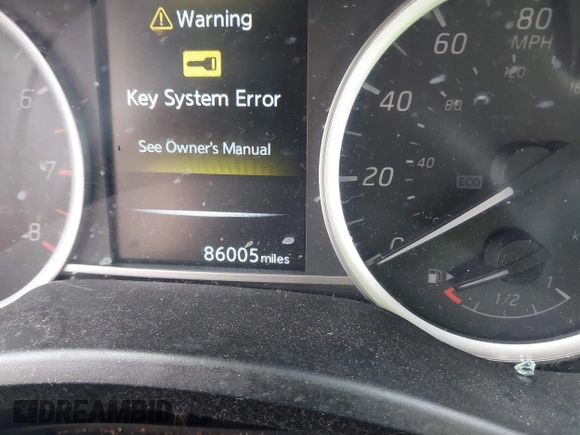 Warning
Key System Error
See Owner's Manual
86005 miles
6
7
8
80
MPH
60
120
40
80
20
40
ECO
0
1/2
1
DREAMBID